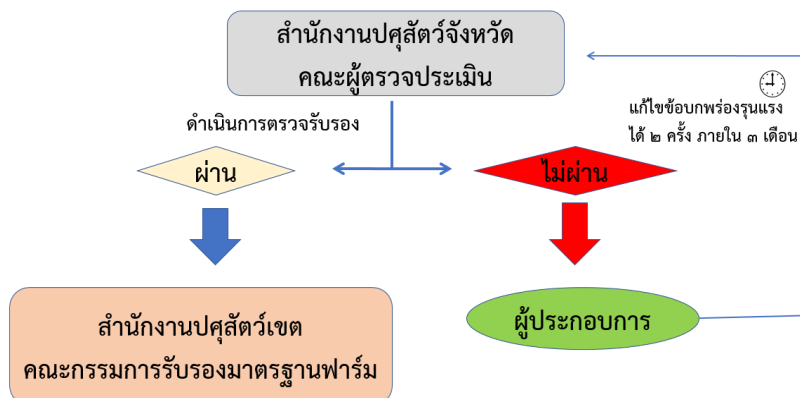 สำนักงานปศุสัตว์จังหวัด
คณะผู้ตรวจประเมิน
แก้ไขข้อบกพร่องรุนแรง
ได้ ๒ ครั้ง ภายใน ๓ เดือน
ดำเนินการตรวจรับรอง
ผ่าน
ไม่ผ่าน
สำนักงานปศุสัตว์เขต
คณะกรรมการรับรองมาตรฐานฟาร์ม
ผู้ประกอบการ